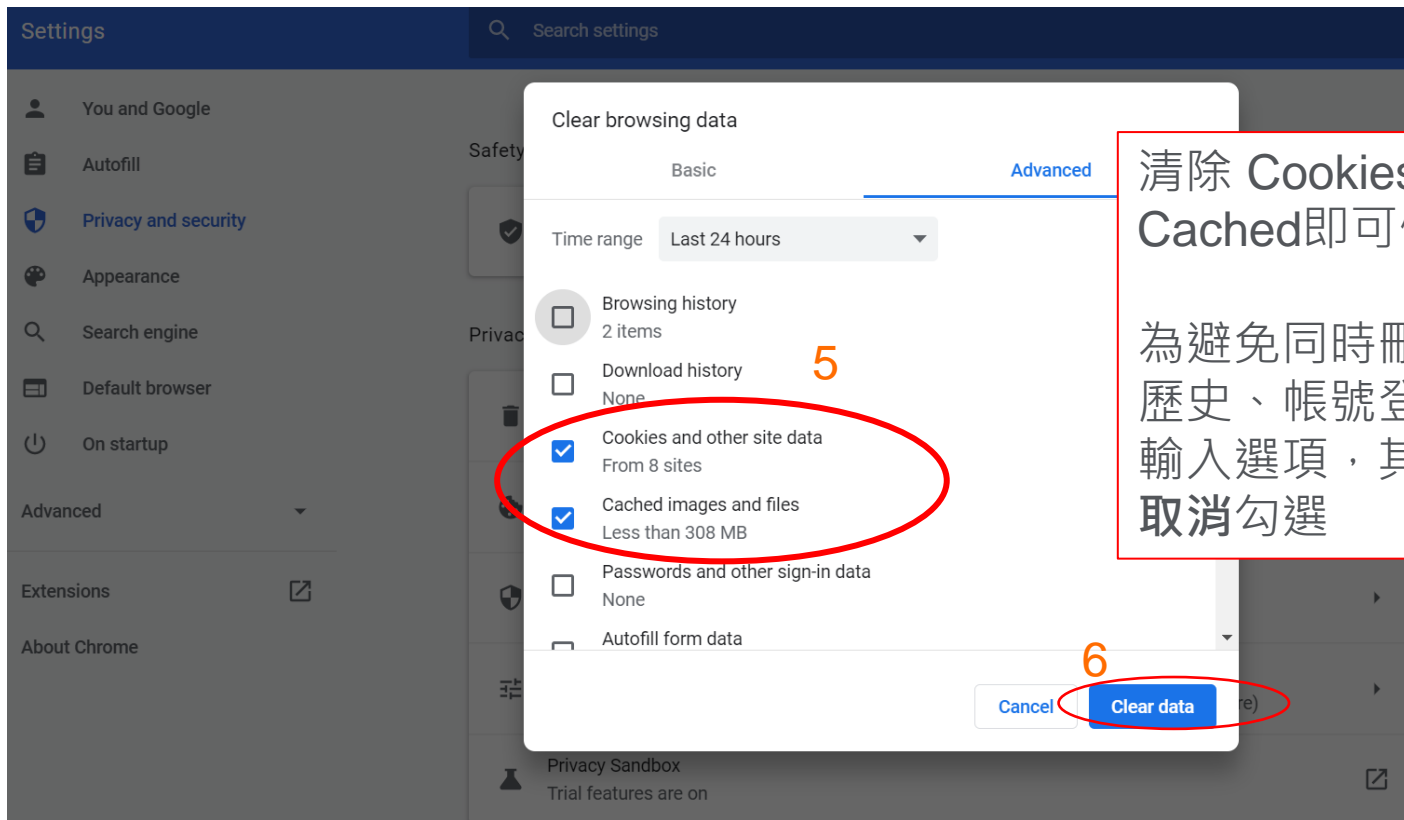 Settings
Search settings
You and Google
Autofill
Privacy and security
Appearance
Search engine
Default browser
On startup
Advanced
Extensions
About Chrome
Safety
Privac
Clear browsing data
Basic
Advanced
Time range
Last 24 hours
Browsing history
2 items
5
Download history
None
Cookies and other site data
From 8 sites
Cached images and files
Less than 308 MB
Passwords and other sign-in data
None
Autofill form data
6
Cancel
Clear data
re)
Privacy Sandbox
Trial features are on
清除 Cookies
Cached即可
為避免同時刪
歷史、帳號登
輸入選項，其
取消勾選